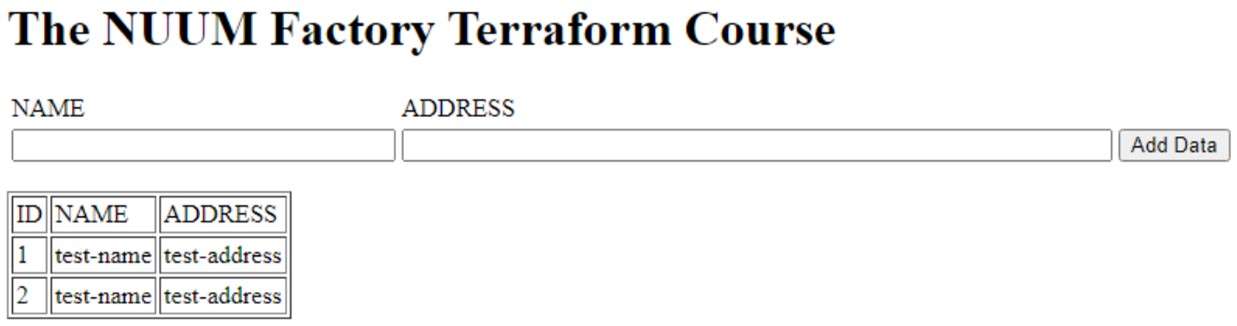 The NUUM Factory Terraform Course
NAME ADDRESS
Add Data
ID NAME ADDRESS
1 test-name test-address
2 test-name test-address